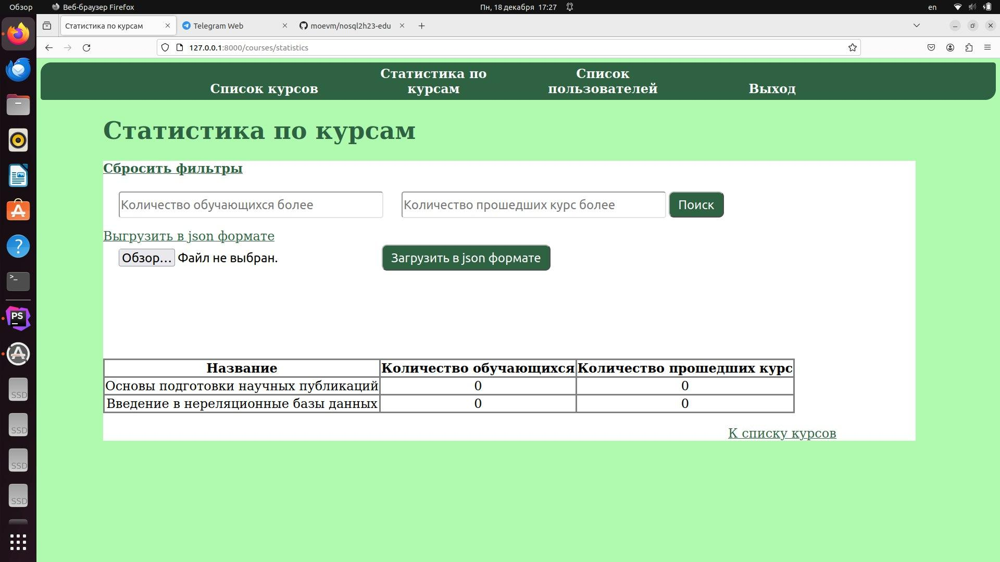 Обзор
Веб-браузер Firefox
Пн, 18 декабря 17:27
en
Статистика по курсам
Telegram Web
moevm/nosql2h23-edu
127.0.0.1:8000/courses/statistics
Список курсов
Статистика по
курсам
Список
пользователей
Выход
Статистика по курсам
Сбросить фильтры
Количество обучающихся более
Количество прошедших курс более
Поиск
Выгрузить в json формате
Обзор... Файл не выбран.
Загрузить в json формате
Название Количество обучающихся Количество прошедших курс
Основы подготовки научных публикаций 0 0
Введение в нереляционные базы данных 0 0
К списку курсов
?
>_
PS
SSD
SSD
SSD
SSD